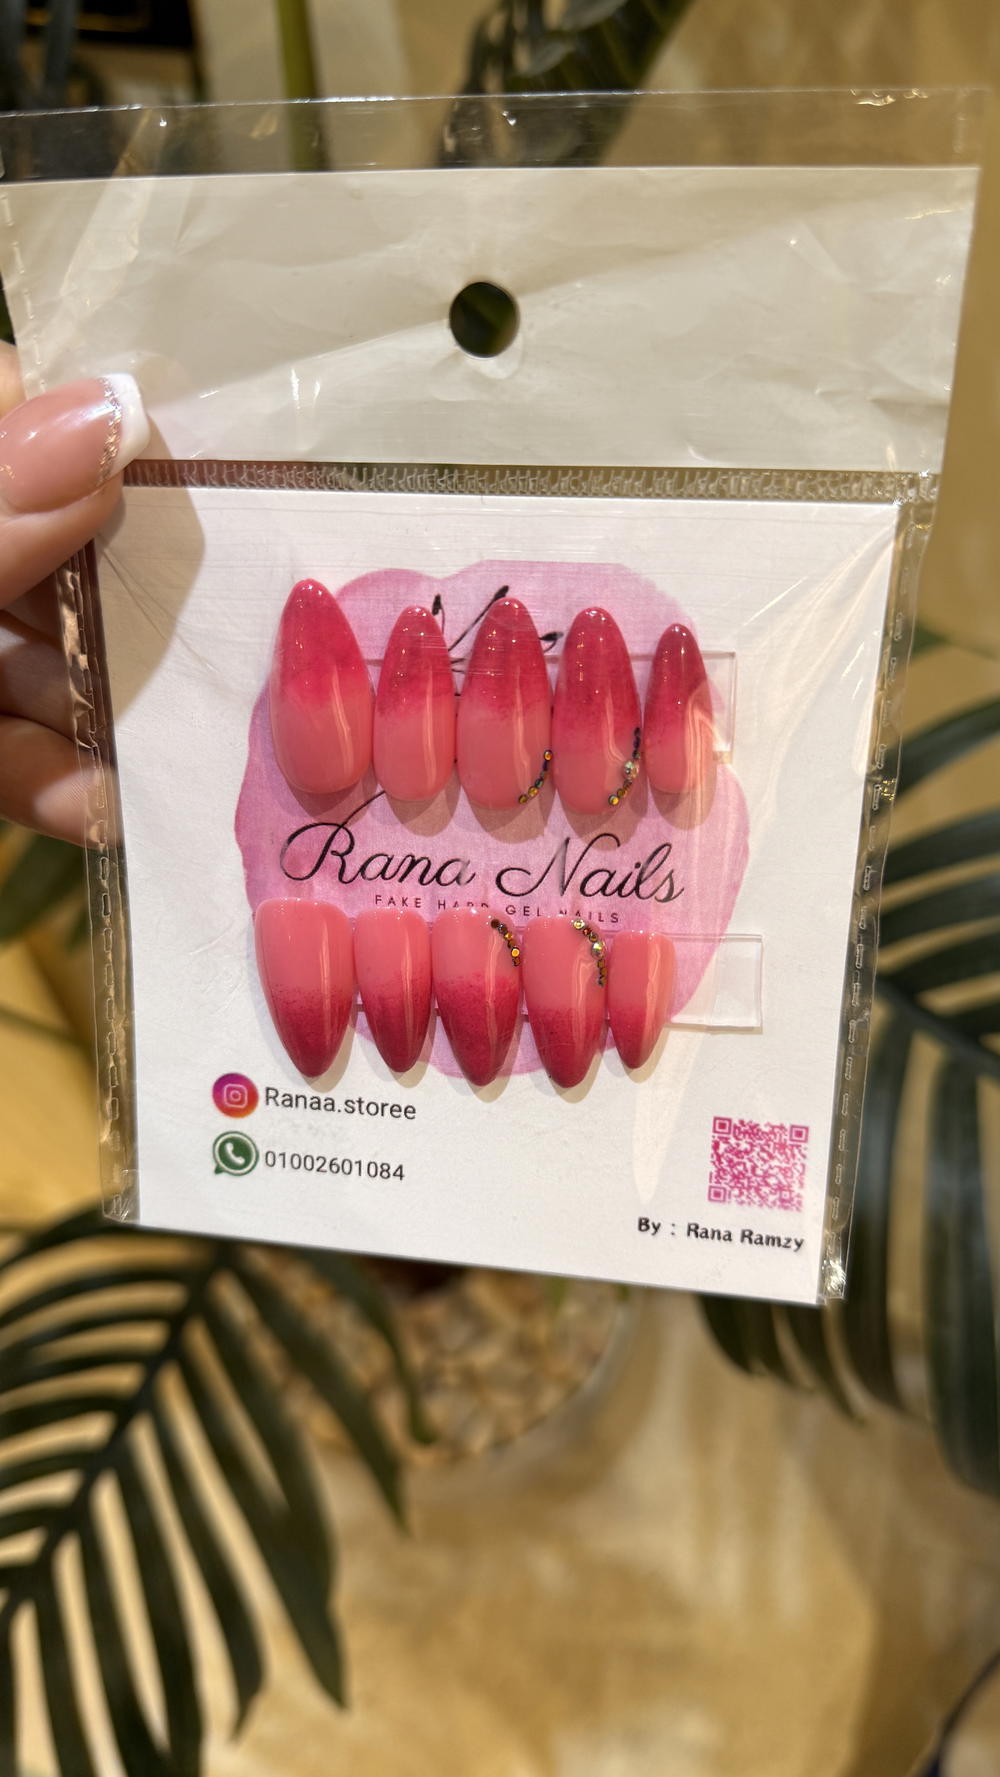 Rana Nails
FAKE HARD GEL NAILS
Ranaa.storee
01002601084
By : Rana Ramzy